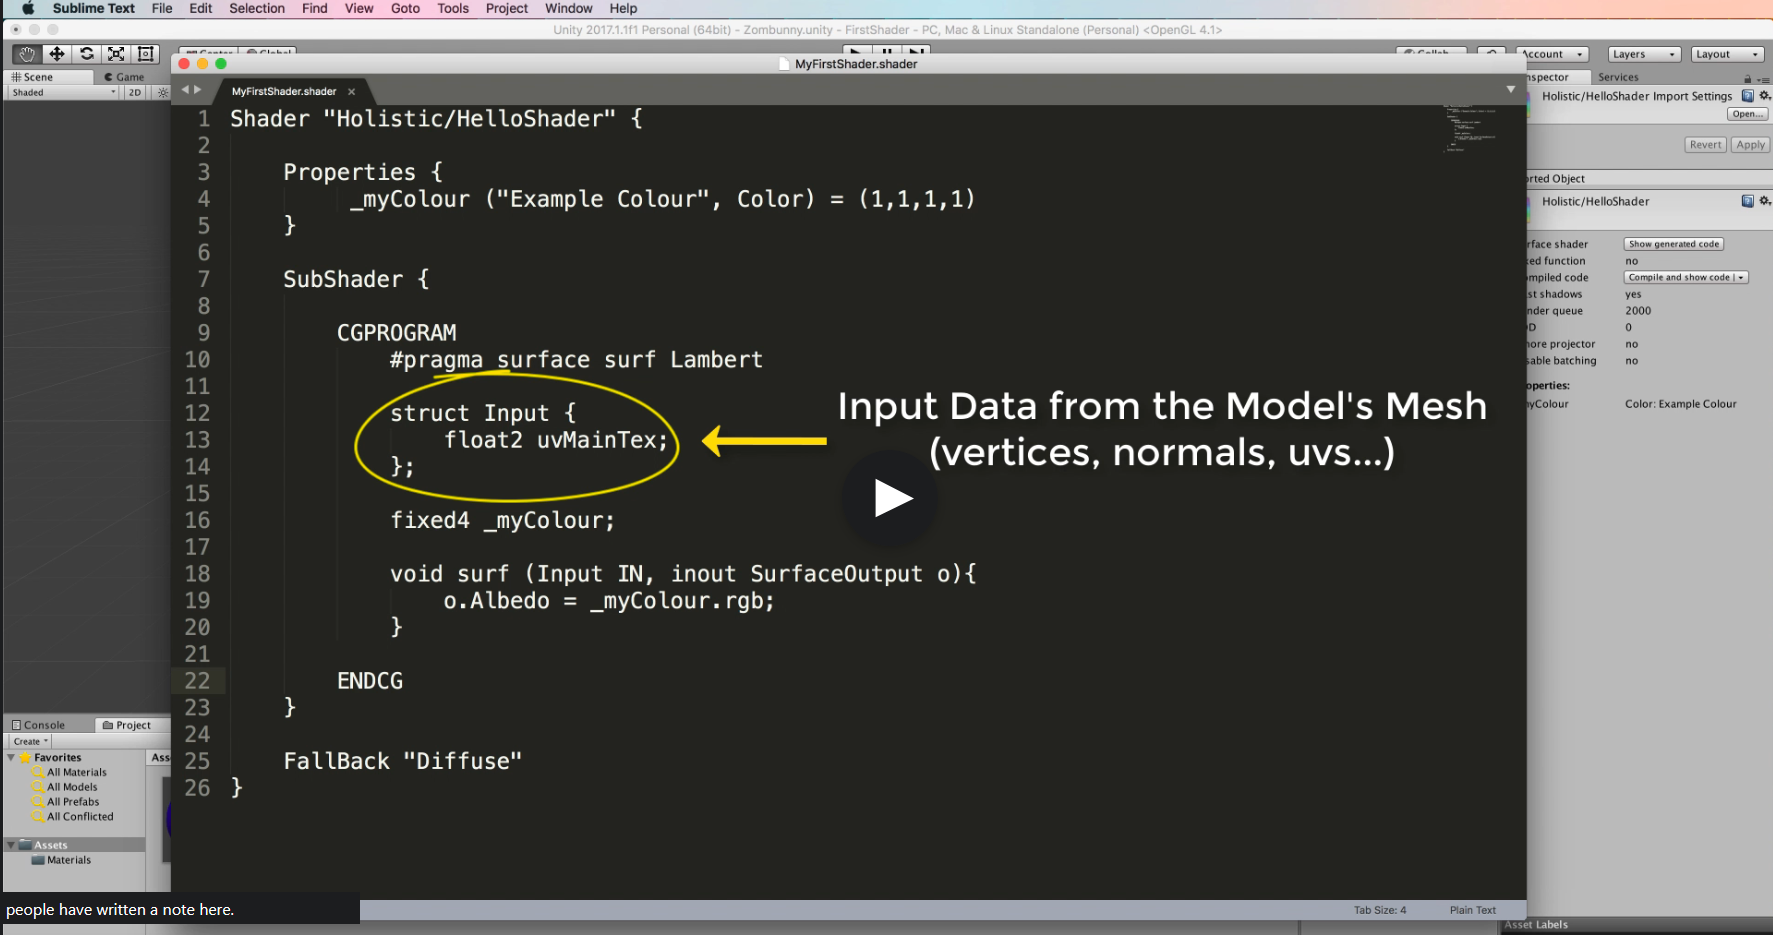 Sublime Text File Edit Selection Find View Goto Tools Project Window Help
Unity 2017.1.1f1 Personal (64bit) - Zombunny.unity - FirstShader - PC, Mac & Linux Standalone (Personal) <OpenGL 4.1>
Center Global Collab Account Layers Layout
MyFirstShader.shader
Scene Game
Shaded 2D
MyFirstShader.shader
1 Shader "Holistic/HelloShader" {
2
3 Properties {
4 _myColour ("Example Colour", Color) = (1,1,1,1)
5 }
6
7 SubShader {
8
9 CGPROGRAM
10 #pragma surface surf Lambert
11
12 struct Input {
13 float2 uvMainTex;
14 };
15
16 fixed4 _myColour;
17
18 void surf (Input IN, inout SurfaceOutput o){
19 o.Albedo = _myColour.rgb;
20 }
21
22 ENDCG
23 }
24
25 FallBack "Diffuse"
26 }
Input Data from the Model's Mesh
(vertices, normals, uvs...)
nspector Services
Holistic/HelloShader Import Settings
Open...
Revert Apply
rted Object
Holistic/HelloShader
rface shader Show generated code
ed function no
mpiled code Compile and show code
st shadows yes
nder queue 2000
D 0
nore projector no
sable batching no
operties:
yColour Color: Example Colour
Console Project
Create
Favorites
All Materials
All Models
All Prefabs
All Conflicted
Assets
Materials
Ass
people have written a note here.
Tab Size: 4 Plain Text
Asset Labels